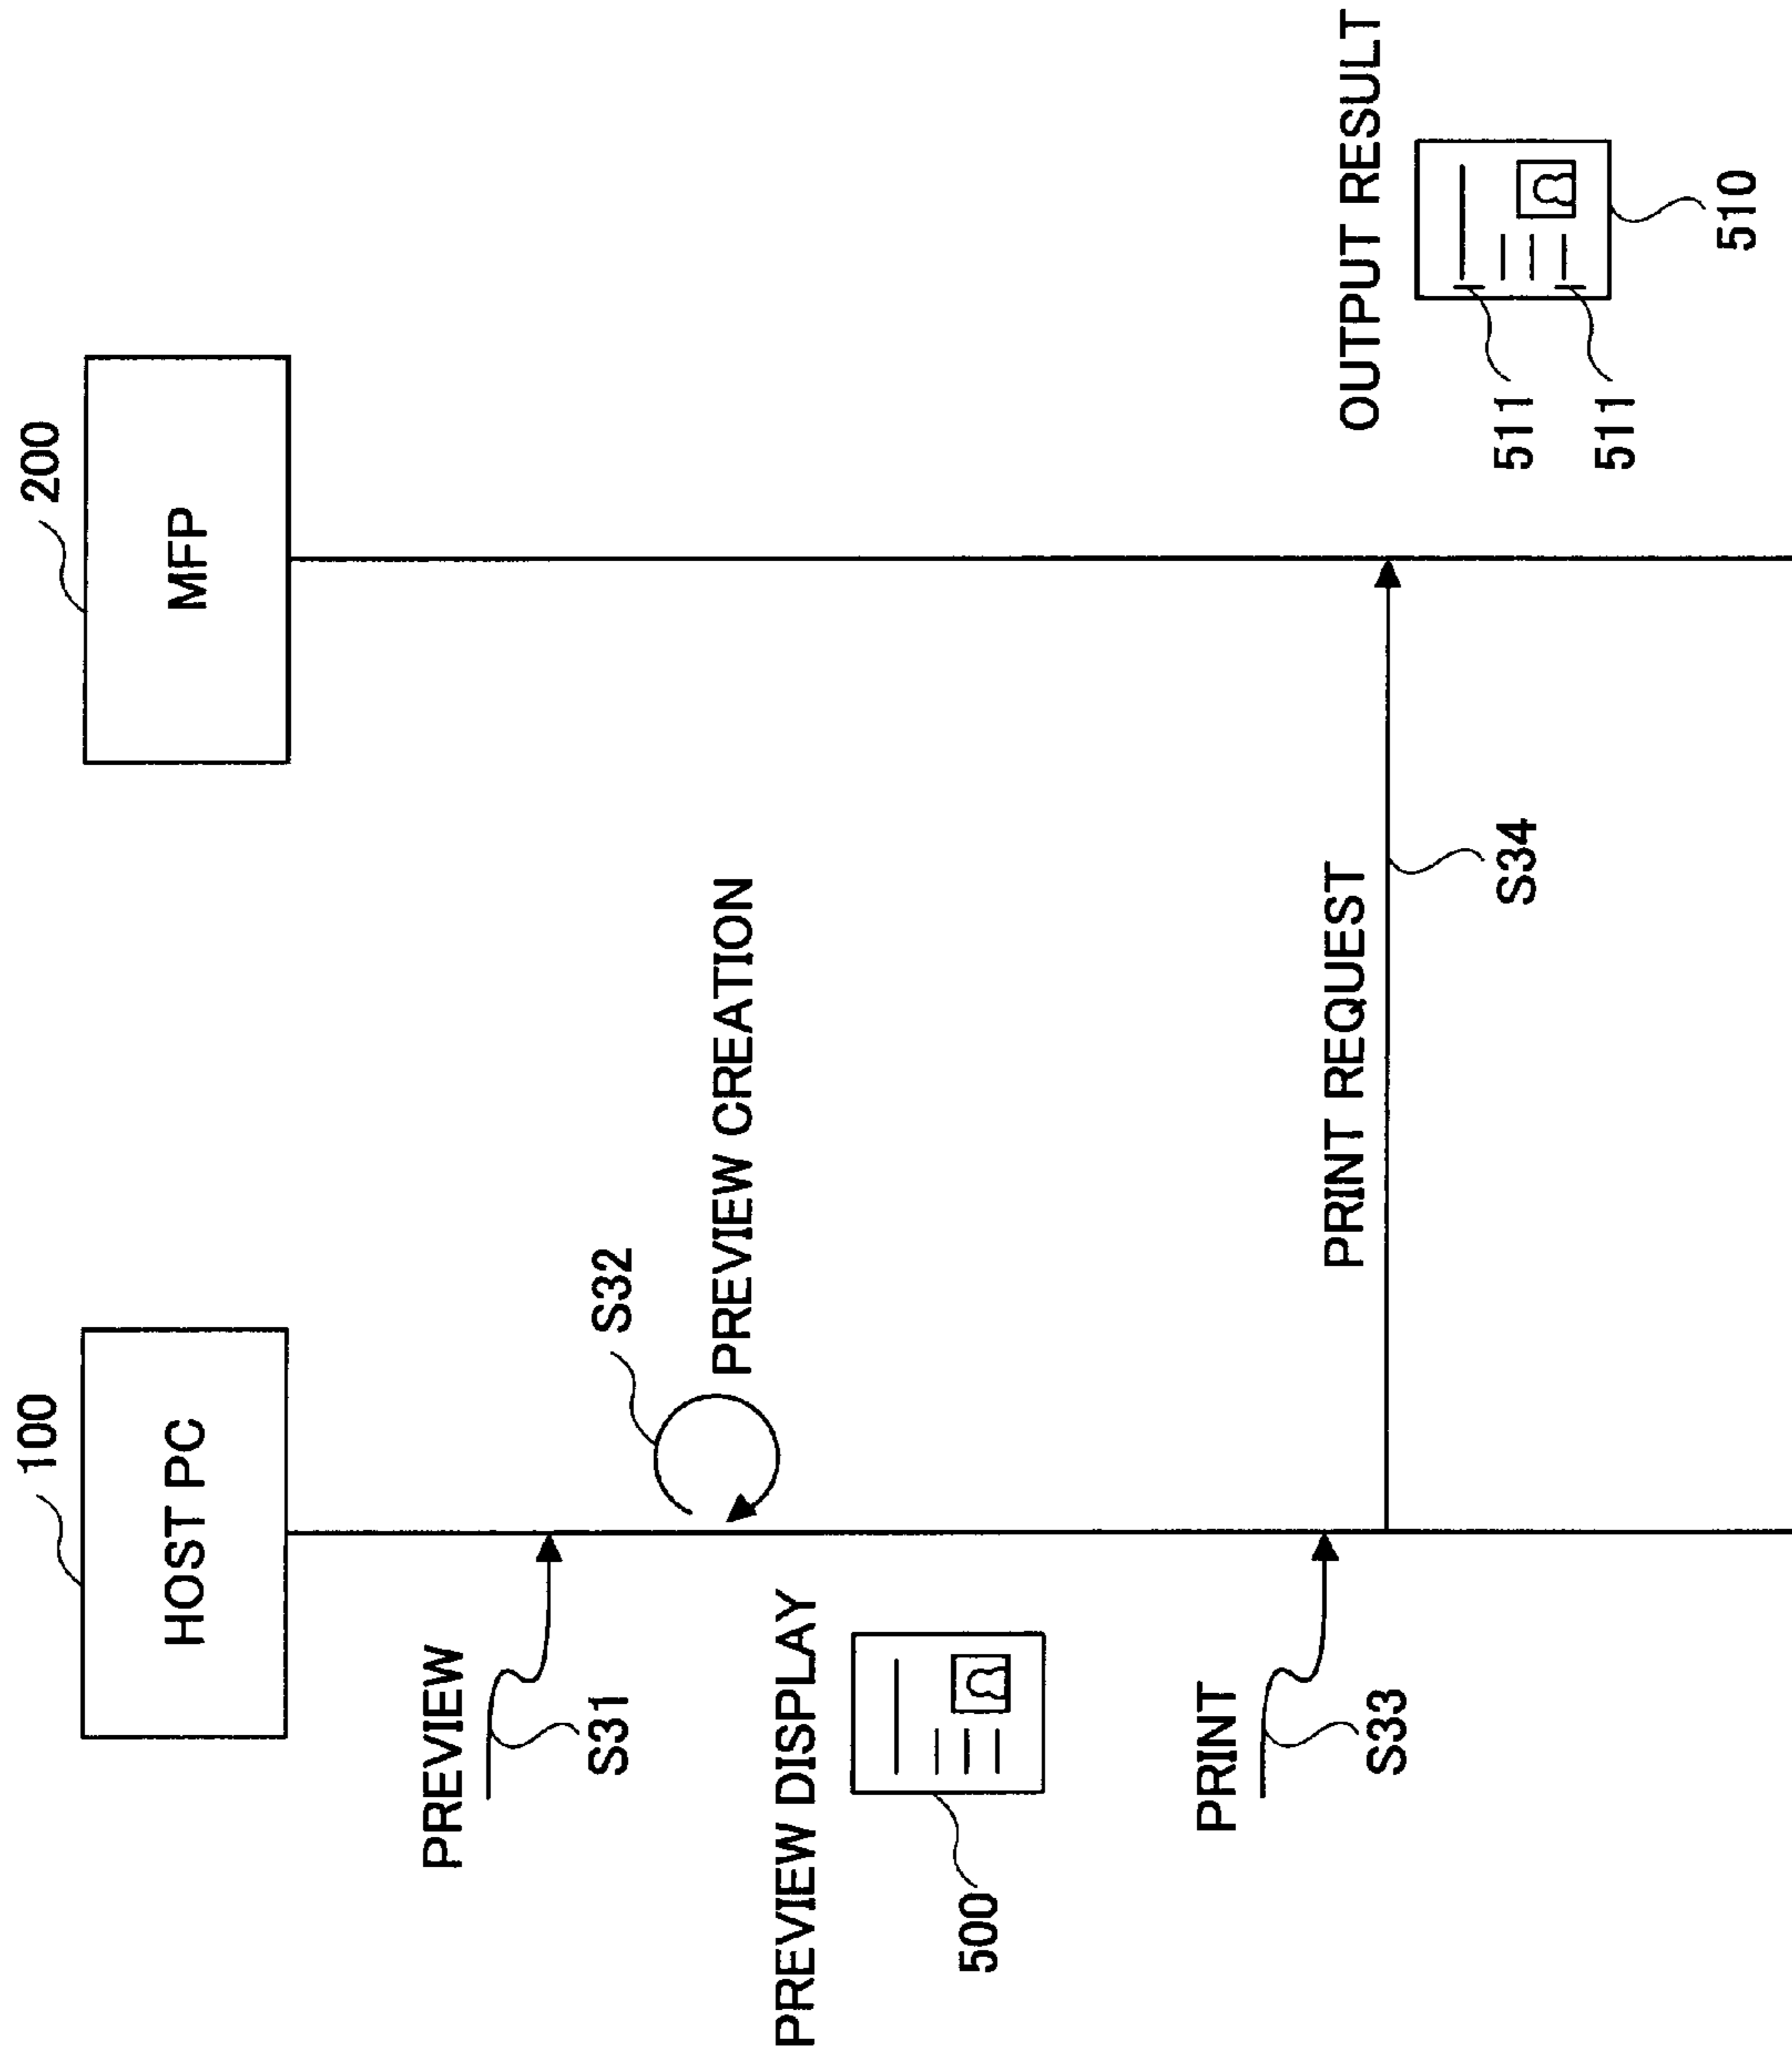 100
HOST PC
200
MFP
PREVIEW
S31
S32
PREVIEW CREATION
PREVIEW DISPLAY
500
PRINT
S33
PRINT REQUEST
S34
OUTPUT RESULT
511
511
510